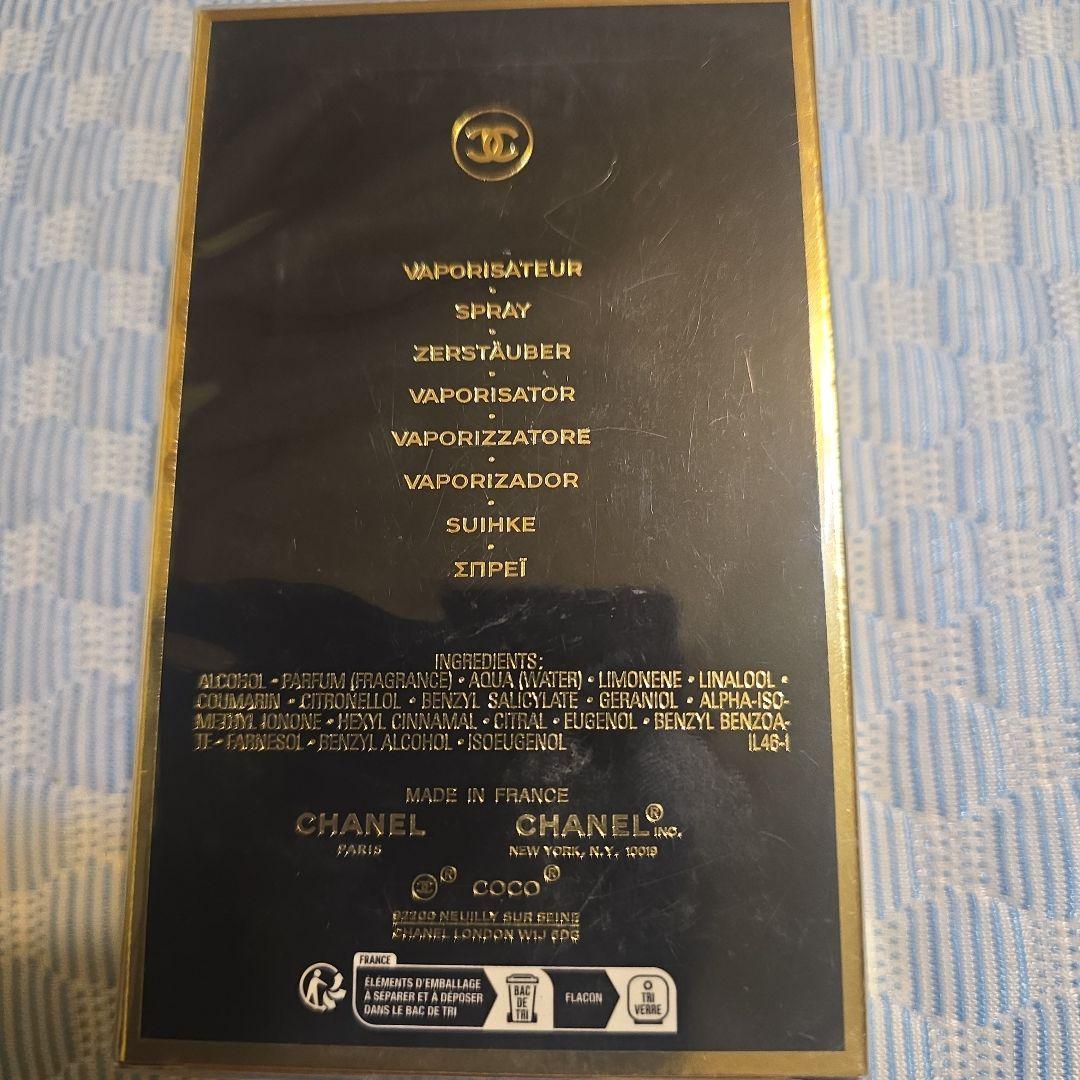 VAPORISATEUR
•
SPRAY
•
ZERSTÄUBER
•
VAPORISATOR
•
VAPORIZZATORE
•
VAPORIZADOR
•
SUIHKE
•
ΣΠΡΕΪ
INGREDIENTS:
ALCOHOL • PARFUM (FRAGRANCE) • AQUA (WATER) • LIMONENE • LINALOOL •
COUMARIN • CITRONELLOL • BENZYL SALICYLATE • GERANIOL • ALPHA-ISO-
METHYL IONONE • HEXYL CINNAMAL • CITRAL • EUGENOL • BENZYL BENZOA-
TE • FARNESOL • BENZYL ALCOHOL • ISOEUGENOL IL46-1
MADE IN FRANCE
CHANEL CHANEL® INC.
PARIS NEW YORK, N.Y. 10019
® COCO®
92200 NEUILLY SUR SEINE
CHANEL LONDON W1J 6DG
FRANCE
ÉLÉMENTS D'EMBALLAGE
À SÉPARER ET À DÉPOSER
DANS LE BAC DE TRI
BAC
DE
TRI
FLACON
TRI
VERRE